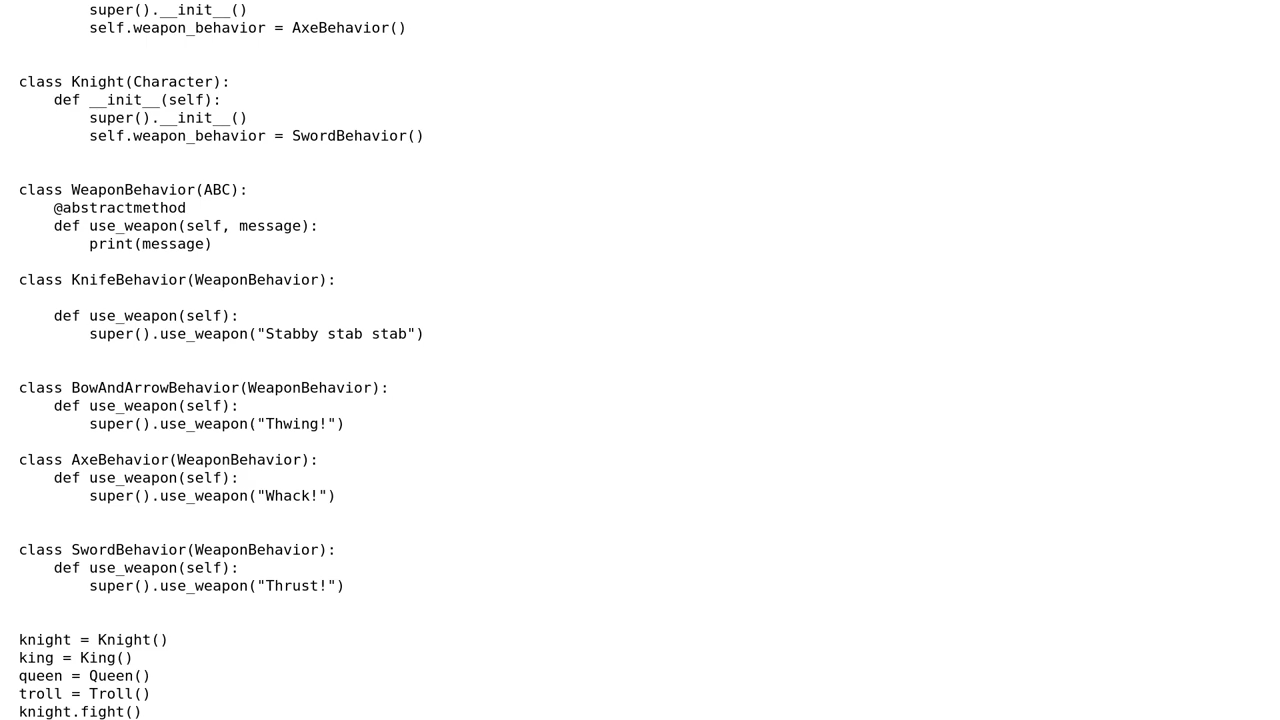 super().__init__()
        self.weapon_behavior = AxeBehavior()


class Knight(Character):
    def __init__(self):
        super().__init__()
        self.weapon_behavior = SwordBehavior()


class WeaponBehavior(ABC):
    @abstractmethod
    def use_weapon(self, message):
        print(message)

class KnifeBehavior(WeaponBehavior):

    def use_weapon(self):
        super().use_weapon("Stabby stab stab")


class BowAndArrowBehavior(WeaponBehavior):
    def use_weapon(self):
        super().use_weapon("Thwing!")

class AxeBehavior(WeaponBehavior):
    def use_weapon(self):
        super().use_weapon("Whack!")


class SwordBehavior(WeaponBehavior):
    def use_weapon(self):
        super().use_weapon("Thrust!")


knight = Knight()
king = King()
queen = Queen()
troll = Troll()
knight.fight()